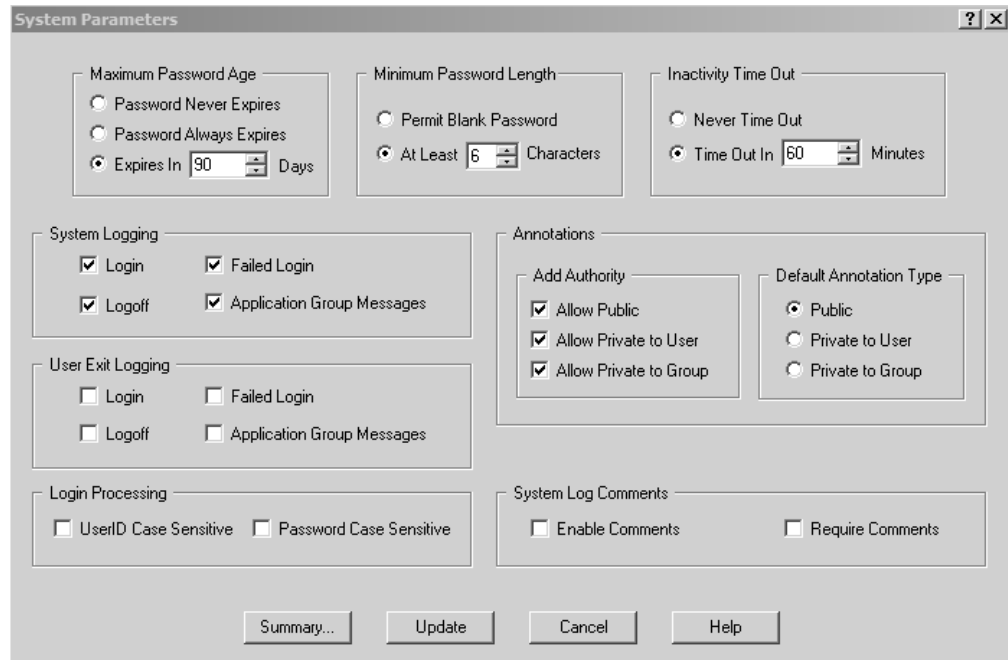 System Parameters
Maximum Password Age
Password Never Expires
Password Always Expires
Expires In 90 Days
Minimum Password Length
Permit Blank Password
At Least 6 Characters
Inactivity Time Out
Never Time Out
Time Out In 60 Minutes
System Logging
Login Failed Login
Logoff Application Group Messages
User Exit Logging
Login Failed Login
Logoff Application Group Messages
Annotations
Add Authority
Allow Public
Allow Private to User
Allow Private to Group
Default Annotation Type
Public
Private to User
Private to Group
Login Processing
UserID Case Sensitive Password Case Sensitive
System Log Comments
Enable Comments Require Comments
Summary... Update Cancel Help